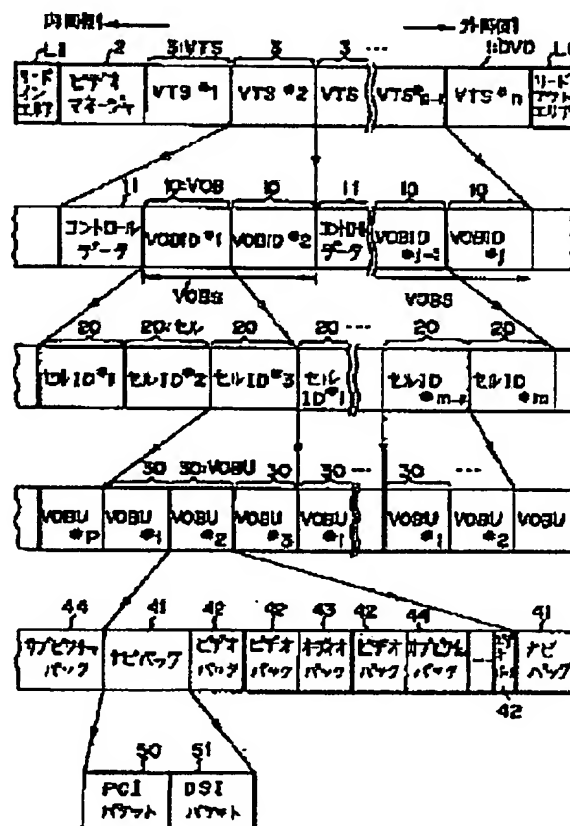 内周側 外周側
LI 2 3:VTS 3 3 ... 1:DVD LO
リードインエリア ビデオマネージャ VTS #1 VTS #2 VTS VTS#n-1 VTS #n リードアウトエリア
11 10:VOB 10 11 10 10
コントロールデータ VOBID #1 VOBID #2 コントロールデータ VOBID VOBID
VOBS VOBS
20 20:セル 20 20 ... 20 20
セルID#1 セルID#2 セルID#3 セルID#1 セルID #m-1 セルID #m
30 30:VOBU 30 30 ... 30 ...
VOBU #P VOBU #1 VOBU #2 VOBU #3 VOBU #1 VOBU #1 VOBU #2 VOBU
44 41 42 42 43 42 44 41
サブピクチャパック ナビパック ビデオパック ビデオパック オーディオパック ビデオパック サブピクチャパック ナビパック
42
50 51
PCIパケット DSIパケット